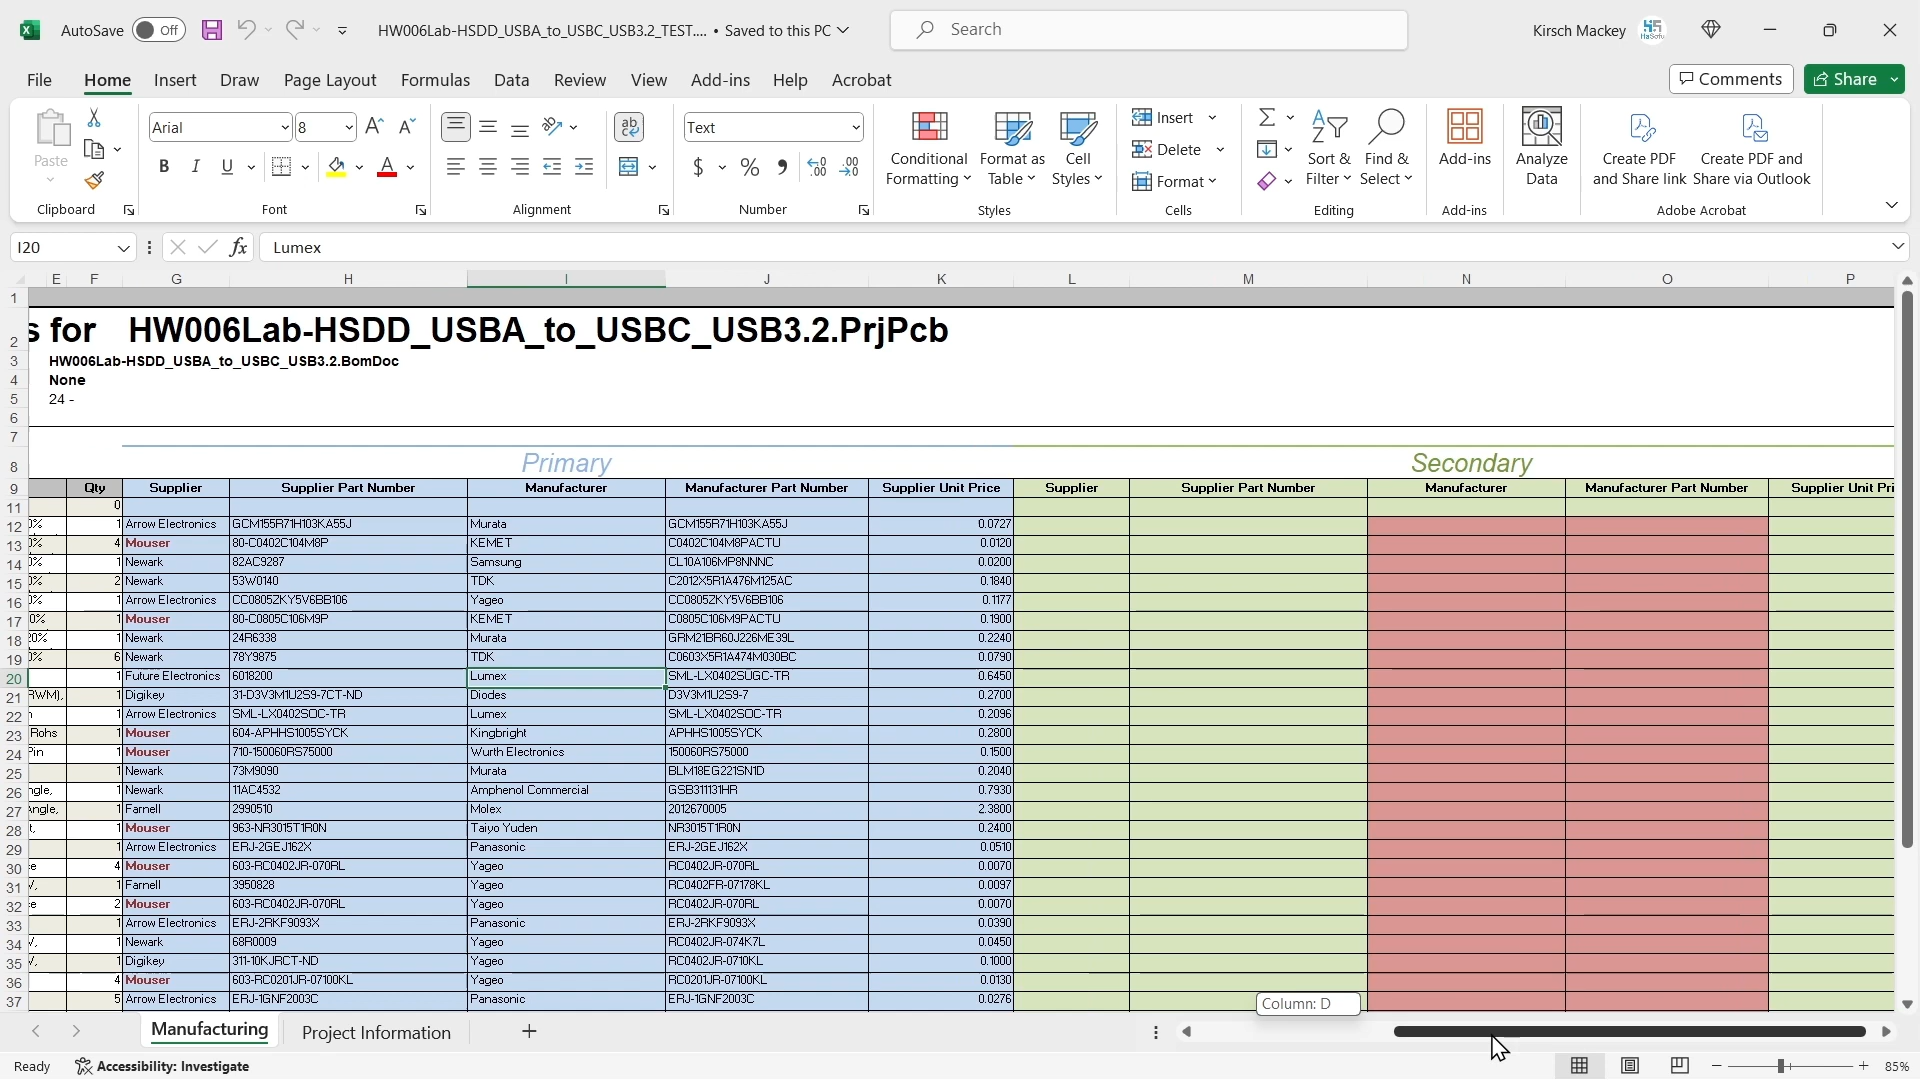 AutoSave Off HW006Lab-HSDD_USBA_to_USBC_USB3.2_TEST.... • Saved to this PC Search Kirsch Mackey
File Home Insert Draw Page Layout Formulas Data Review View Add-ins Help Acrobat Comments Share
Paste
Arial 8
B I U
Text
$ % 9
Conditional Formatting
Format as Table
Cell Styles
Insert
Delete
Format
Sort & Filter
Find & Select
Add-ins
Analyze Data
Create PDF and Share link
Create PDF and Share via Outlook
Clipboard Font Alignment Number Styles Cells Editing Add-ins Adobe Acrobat
I20 fx Lumex
E F G H I J K L M N O P
1
2 s for HW006Lab-HSDD_USBA_to_USBC_USB3.2.PrjPcb
3 HW006Lab-HSDD_USBA_to_USBC_USB3.2.BomDoc
4 None
5 24 -
6
7
8 Primary Secondary
9 Qty Supplier Supplier Part Number Manufacturer Manufacturer Part Number Supplier Unit Price Supplier Supplier Part Number Manufacturer Manufacturer Part Number Supplier Unit Pri
11 0
12 0% 1 Arrow Electronics GCM155R71H103KA55J Murata GCM155R71H103KA55J 0.0727
13 0% 4 Mouser 80-C0402C104M8P KEMET C0402C104M8PACTU 0.0120
14 0% 1 Newark 82AC9287 Samsung CL10A106MP8NNNC 0.0200
15 0% 2 Newark 53W0140 TDK C2012X5R1A476M125AC 0.1840
16 0% 1 Arrow Electronics CC0805ZKY5V6BB106 Yageo CC0805ZKY5V6BB106 0.1177
17 0% 1 Mouser 80-C0805C106M9P KEMET C0805C106M9PACTU 0.1900
18 20% 1 Newark 24R6338 Murata GRM21BR60J226ME39L 0.2240
19 0% 6 Newark 78Y9875 TDK C0603X5R1A474M030BC 0.0790
20 1 Future Electronics 6018200 Lumex SML-LX0402SUGC-TR 0.6450
21 RWM), 1 Digikey 31-D3V3M1U2S9-7CT-ND Diodes D3V3M1U2S9-7 0.2700
22 1 Arrow Electronics SML-LX0402SOC-TR Lumex SML-LX0402SOC-TR 0.2096
23 Rohs 1 Mouser 604-APHHS1005SYCK Kingbright APHHS1005SYCK 0.2800
24 Pin 1 Mouser 710-150060RS75000 Wurth Electronics 150060RS75000 0.1500
25 1 Newark 73M9090 Murata BLM18EG221SN1D 0.2040
26 ngle, 1 Newark 11AC4532 Amphenol Commercial GSB311131HR 0.7930
27 Angle, 1 Farnell 2990510 Molex 2012670005 2.3800
28 t, 1 Mouser 963-NR3015T1R0N Taiyo Yuden NR3015T1R0N 0.2400
29 1 Arrow Electronics ERJ-2GEJ162X Panasonic ERJ-2GEJ162X 0.0510
30 ce 4 Mouser 603-RC0402JR-070RL Yageo RC0402JR-070RL 0.0070
31 V, 1 Farnell 3950828 Yageo RC0402FR-07178KL 0.0097
32 ce 2 Mouser 603-RC0402JR-070RL Yageo RC0402JR-070RL 0.0070
33 1 Arrow Electronics ERJ-2RKF9093X Panasonic ERJ-2RKF9093X 0.0390
34 V, 1 Newark 68R0009 Yageo RC0402JR-074K7L 0.0450
35 V, 1 Digikey 311-10KJRCT-ND Yageo RC0402JR-0710KL 0.1000
36 4 Mouser 603-RC0201JR-07100KL Yageo RC0201JR-07100KL 0.0130
37 5 Arrow Electronics ERJ-1GNF2003C Panasonic ERJ-1GNF2003C 0.0276
Column: D
Manufacturing Project Information +
Ready Accessibility: Investigate 85%